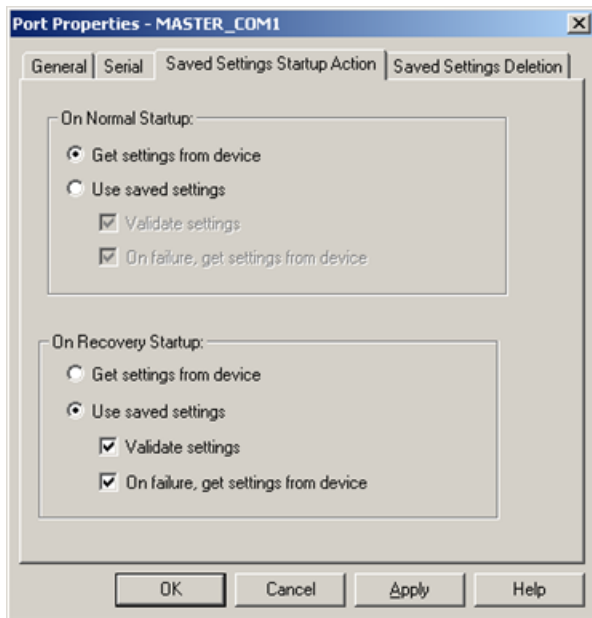 Port Properties - MASTER_COM1
General Serial Saved Settings Startup Action Saved Settings Deletion
On Normal Startup:
Get settings from device
Use saved settings
Validate settings
On failure, get settings from device
On Recovery Startup:
Get settings from device
Use saved settings
Validate settings
On failure, get settings from device
OK Cancel Apply Help